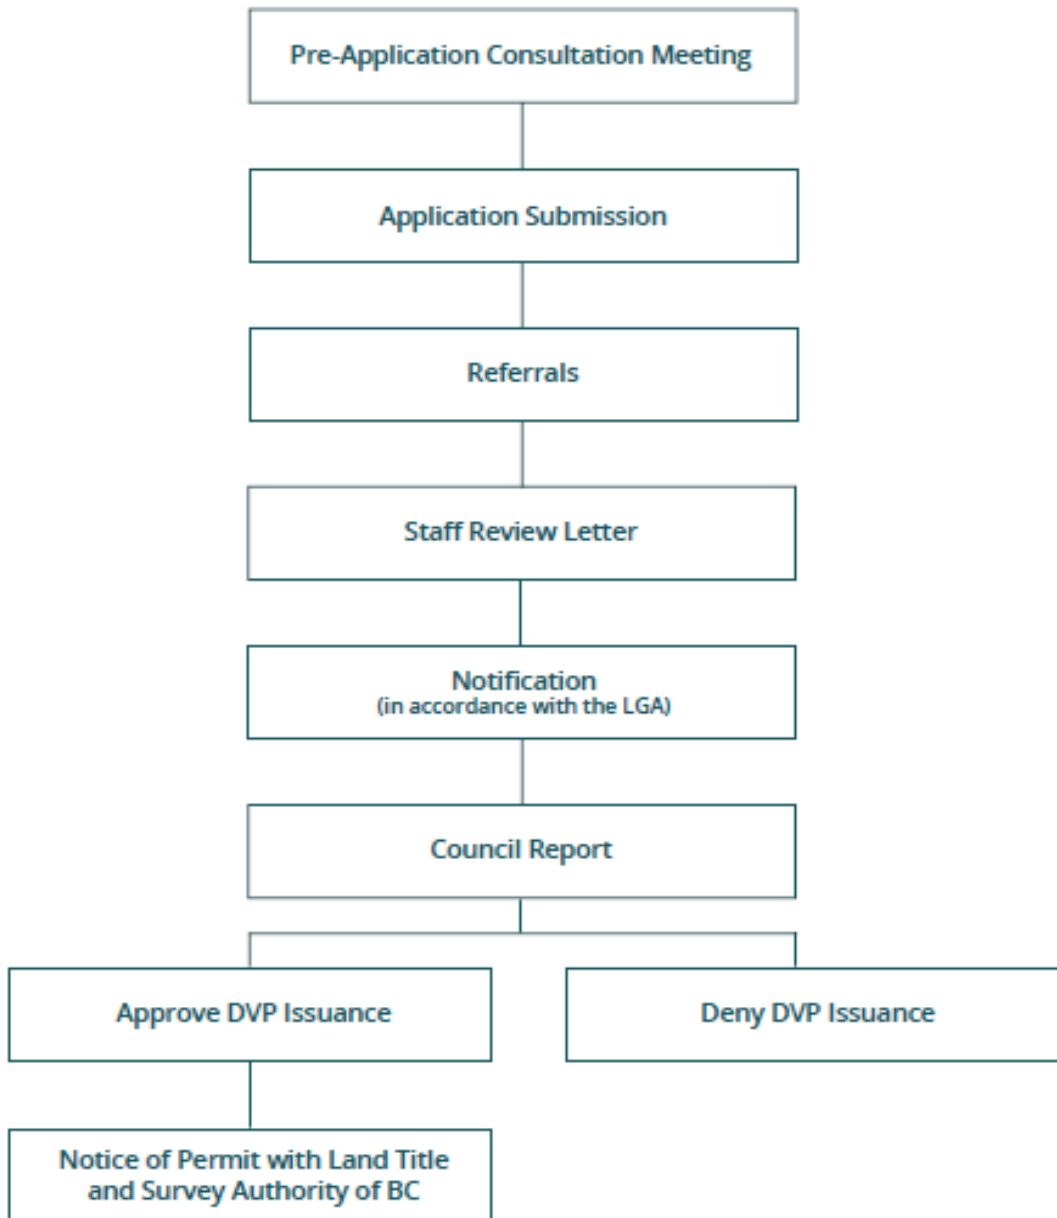 Pre-Application Consultation Meeting
Application Submission
Referrals
Staff Review Letter
Notification
(in accordance with the LGA)
Council Report
Approve DVP Issuance
Deny DVP Issuance
Notice of Permit with Land Title
and Survey Authority of BC